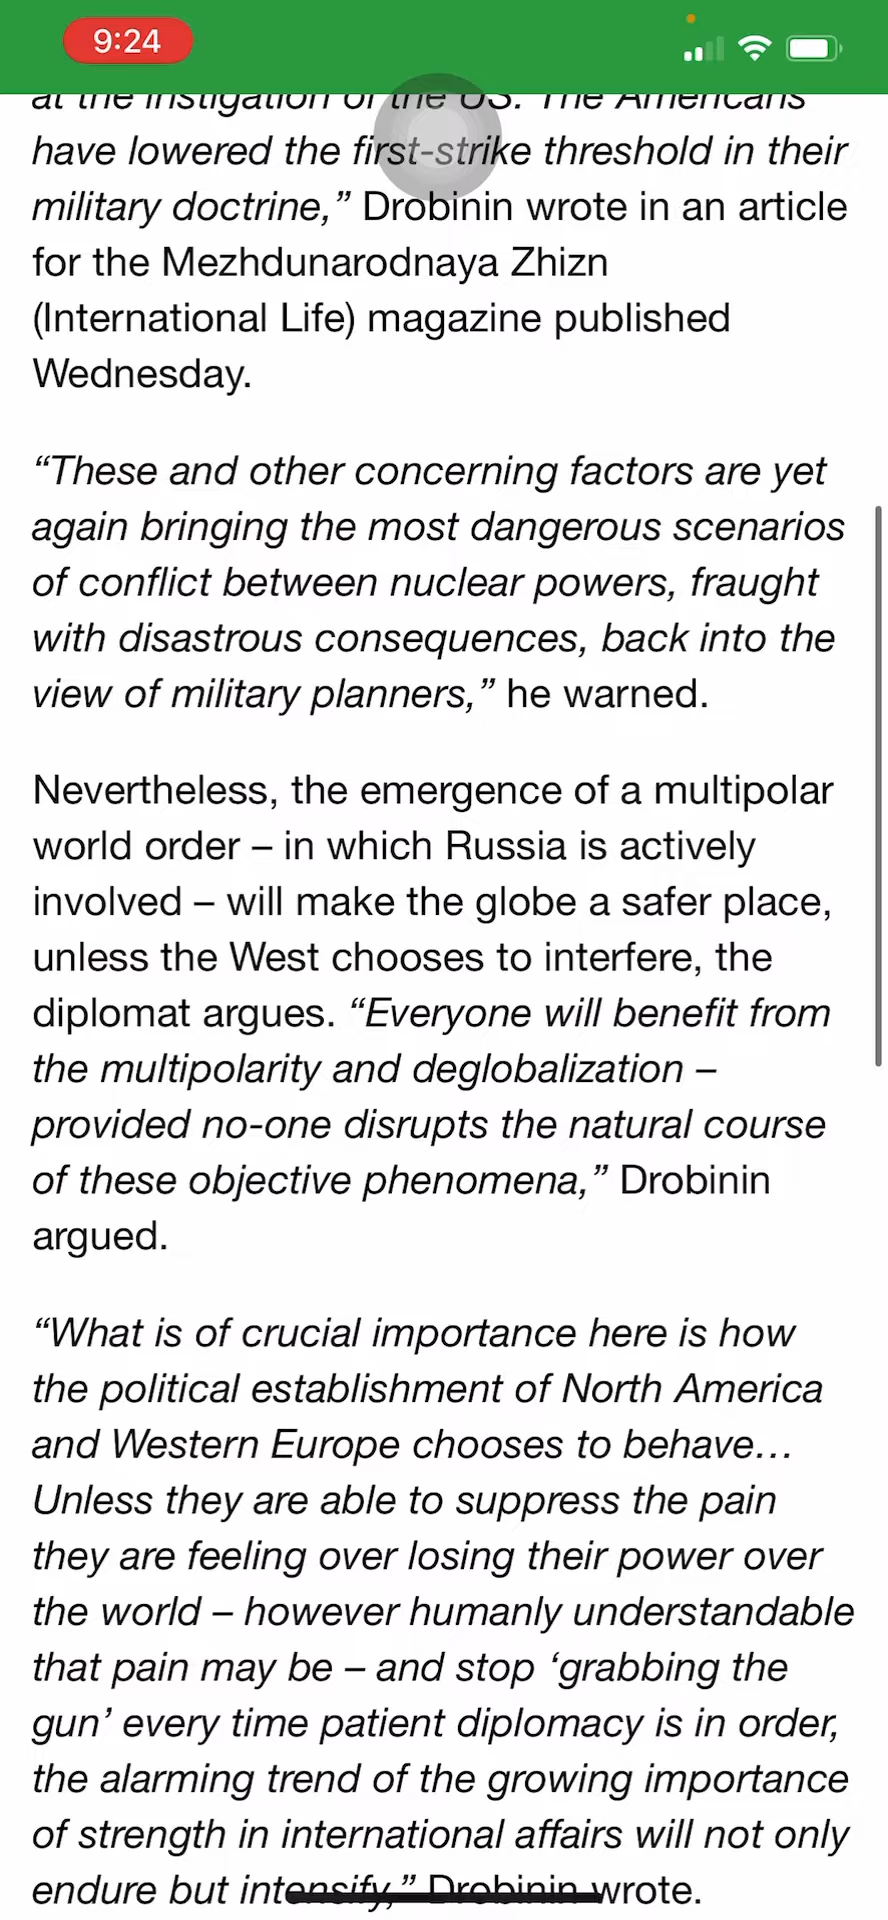 9:24
at the instigation of the US. The Americans
have lowered the first-strike threshold in their
military doctrine,” Drobinin wrote in an article
for the Mezhdunarodnaya Zhizn
(International Life) magazine published
Wednesday.
“These and other concerning factors are yet
again bringing the most dangerous scenarios
of conflict between nuclear powers, fraught
with disastrous consequences, back into the
view of military planners,” he warned.
Nevertheless, the emergence of a multipolar
world order – in which Russia is actively
involved – will make the globe a safer place,
unless the West chooses to interfere, the
diplomat argues. “Everyone will benefit from
the multipolarity and deglobalization –
provided no-one disrupts the natural course
of these objective phenomena,” Drobinin
argued.
“What is of crucial importance here is how
the political establishment of North America
and Western Europe chooses to behave…
Unless they are able to suppress the pain
they are feeling over losing their power over
the world – however humanly understandable
that pain may be – and stop ‘grabbing the
gun’ every time patient diplomacy is in order,
the alarming trend of the growing importance
of strength in international affairs will not only
endure but intensify,” Drobinin wrote.